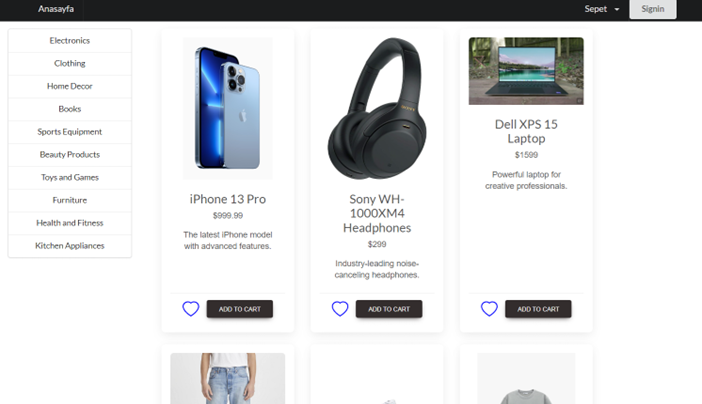 Anasayfa
Sepet
Signin
Electronics
Clothing
Home Decor
Books
Sports Equipment
Beauty Products
Toys and Games
Furniture
Health and Fitness
Kitchen Appliances
iPhone 13 Pro
$999.99
The latest iPhone model
with advanced features.
ADD TO CART
SONY
Sony WH-
1000XM4
Headphones
$299
Industry-leading noise-
canceling headphones.
ADD TO CART
Dell XPS 15
Laptop
$1599
Powerful laptop for
creative professionals.
ADD TO CART